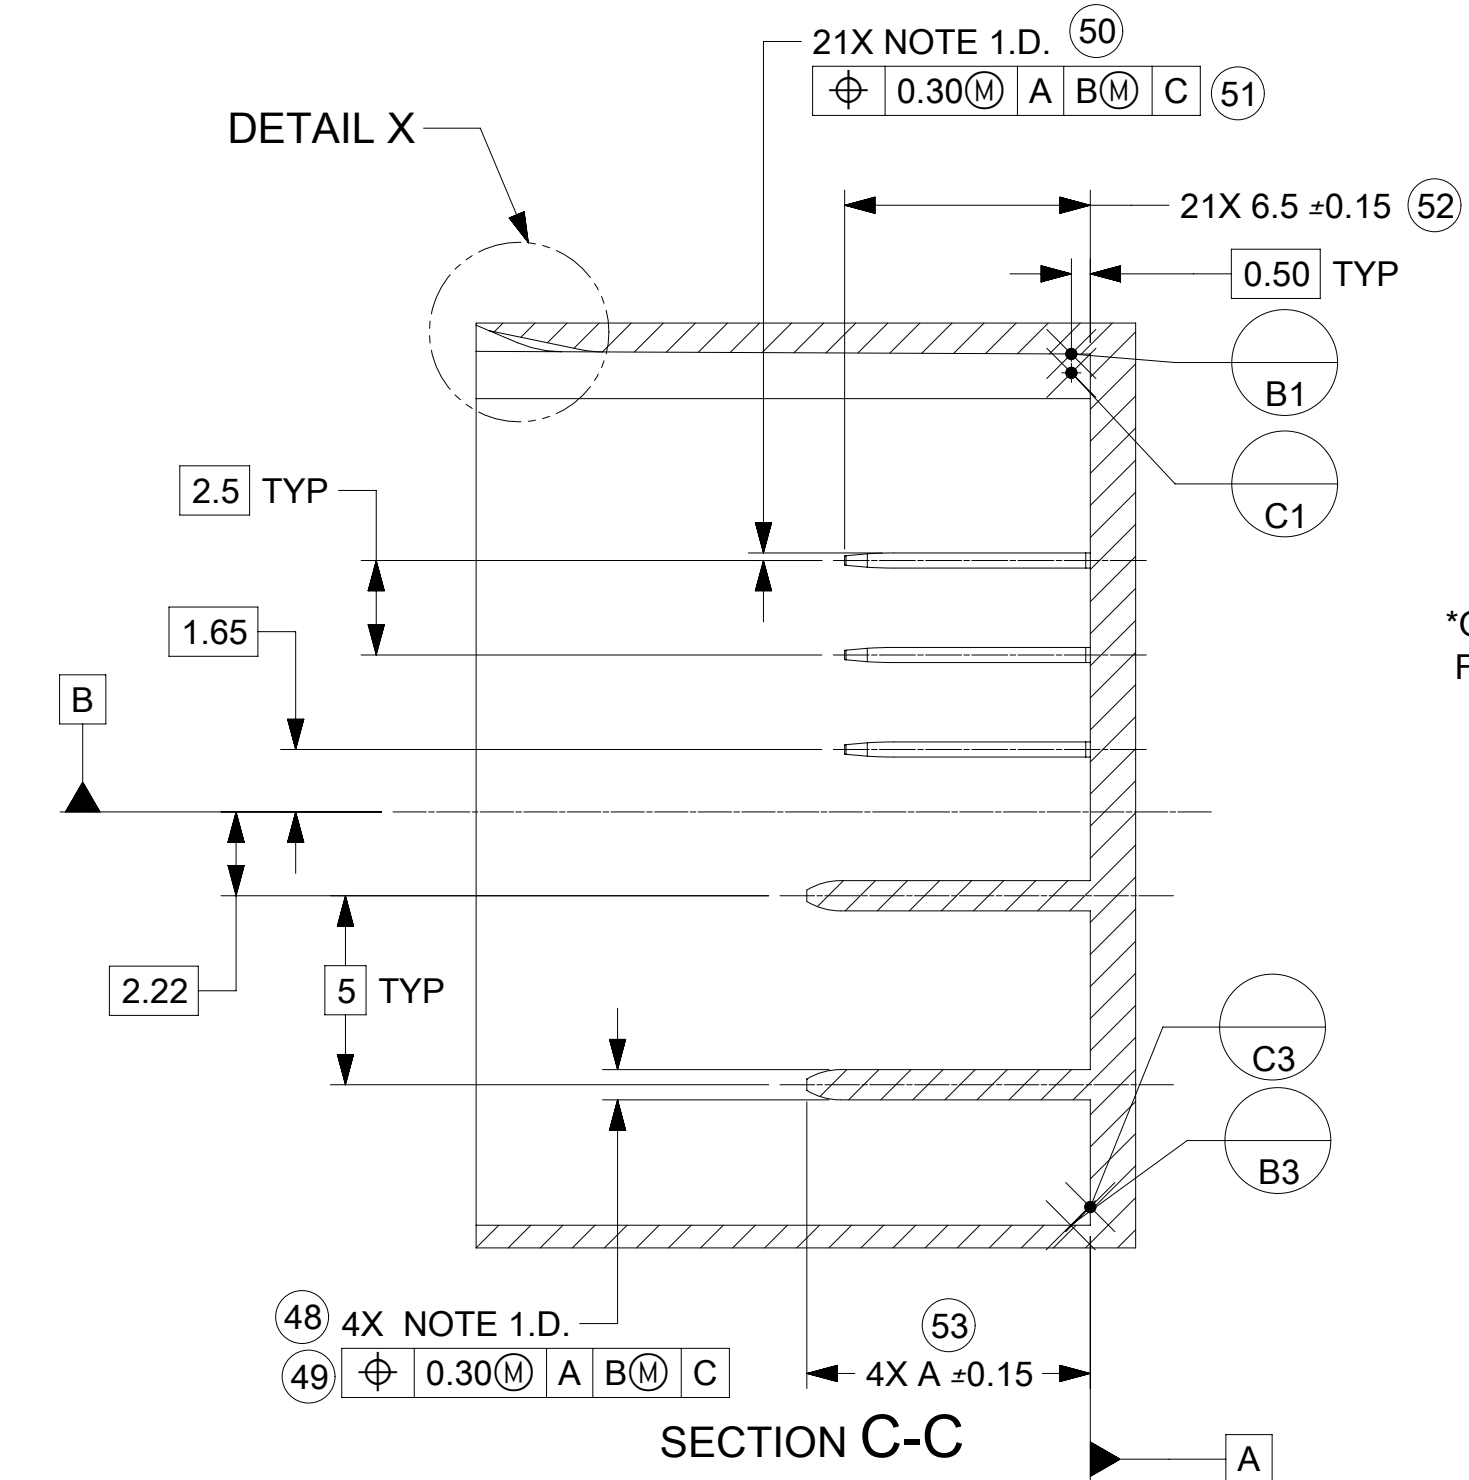 21X NOTE 1.D. 50
⌖ 0.30Ⓜ A BⓂ C 51
DETAIL X
21X 6.5 ±0.15 52
0.50 TYP
B1
C1
2.5 TYP
1.65
B
2.22
5 TYP
C3
B3
48 4X NOTE 1.D.
49 ⌖ 0.30Ⓜ A BⓂ C
53
4X A ±0.15
SECTION C-C
A